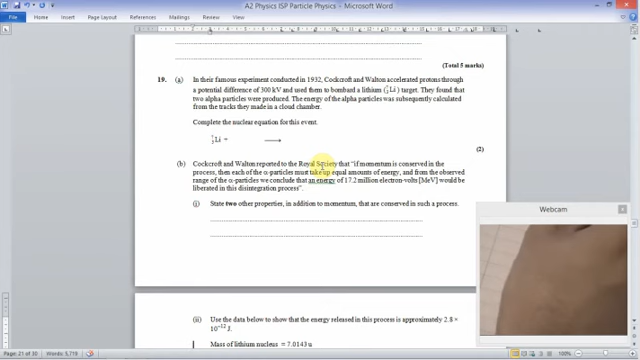 A2 Physics ISP Particle Physics - Microsoft Word
File Home Insert Page Layout References Mailings Review View
(Total 5 marks)
19. (a) In their famous experiment conducted in 1932, Cockcroft and Walton accelerated protons through
a potential difference of 300 kV and used them to bombard a lithium (⁷₃Li) target. They found that
two alpha particles were produced. The energy of the alpha particles was subsequently calculated
from the tracks they made in a cloud chamber.
Complete the nuclear equation for this event.
⁷₃Li + ⟶
(2)
(b) Cockcroft and Walton reported to the Royal Society that "if momentum is conserved in the
process, then each of the α-particles must take up equal amounts of energy, and from the observed
range of the α-particles we conclude that an energy of 17.2 million electron-volts [MeV] would be
liberated in this disintegration process".
(i) State two other properties, in addition to momentum, that are conserved in such a process.
Webcam
(ii) Use the data below to show that the energy released in this process is approximately 2.8 ×
10⁻¹² J.
Mass of lithium nucleus = 7.0143 u
Page: 21 of 30 Words: 5,719 100%